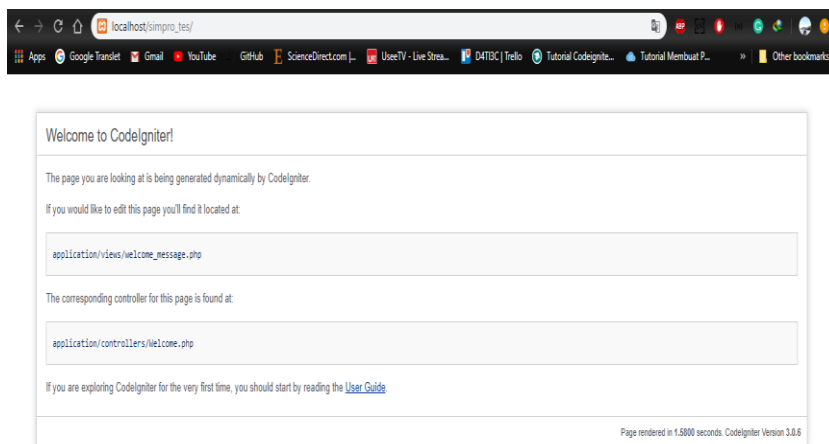 localhost/simpro_tes/
Apps Google Translet Gmail YouTube GitHub ScienceDirect.com |... UseeTV - Live Strea... D4TI3C | Trello Tutorial Codeignite... Tutorial Membuat P... » Other bookmarks
Welcome to CodeIgniter!
The page you are looking at is being generated dynamically by CodeIgniter.
If you would like to edit this page you'll find it located at:
application/views/welcome_message.php
The corresponding controller for this page is found at:
application/controllers/Welcome.php
If you are exploring CodeIgniter for the very first time, you should start by reading the User Guide.
Page rendered in 1.5800 seconds. CodeIgniter Version 3.0.6